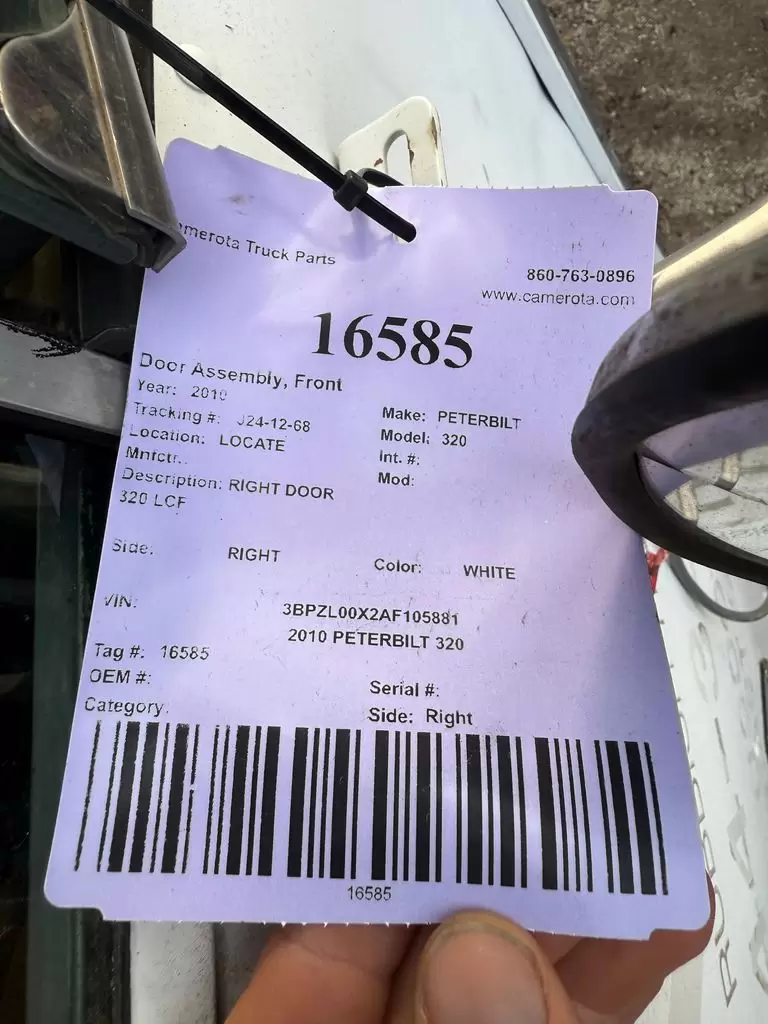 merota Truck Parts
860-763-0896
www.camerota.com
16585
Door Assembly, Front
Year: 2010
Tracking #: J24-12-68
Location: LOCATE
Mnfctr.:
Description: RIGHT DOOR
320 LCF
Make: PETERBILT
Model: 320
Int. #:
Mod:
Side: RIGHT
Color: WHITE
VIN: 3BPZL00X2AF105881
2010 PETERBILT 320
Tag #: 16585
OEM #:
Category:
Serial #:
Side: Right
16585